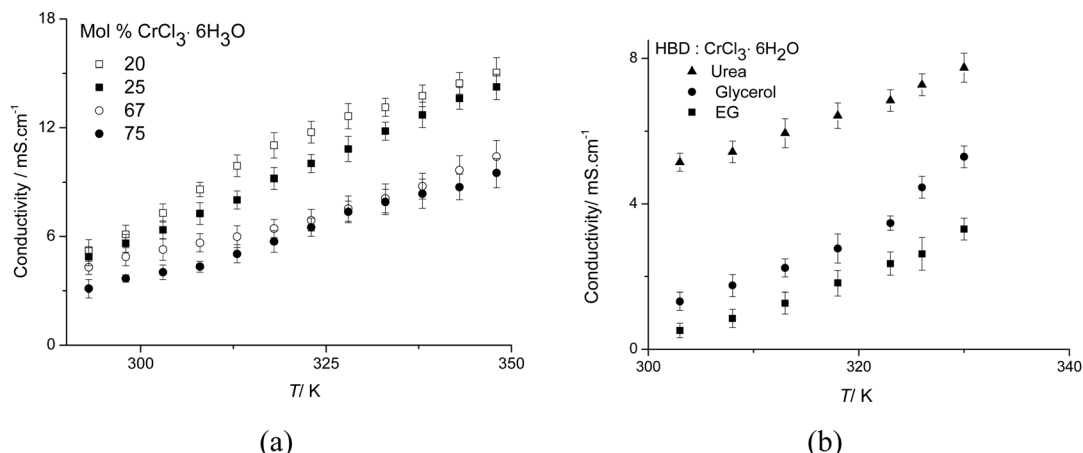 (a)
Mol % CrCl3· 6H3O
20
25
67
75
18
12
6
0
300
325
350
Conductivity / mS.cm-1
T/ K
(a)
(b)
HBD : CrCl3· 6H2O
Urea
Glycerol
EG
8
4
0
300
320
340
Conductivity/ mS.cm-1
T/ K
(b)